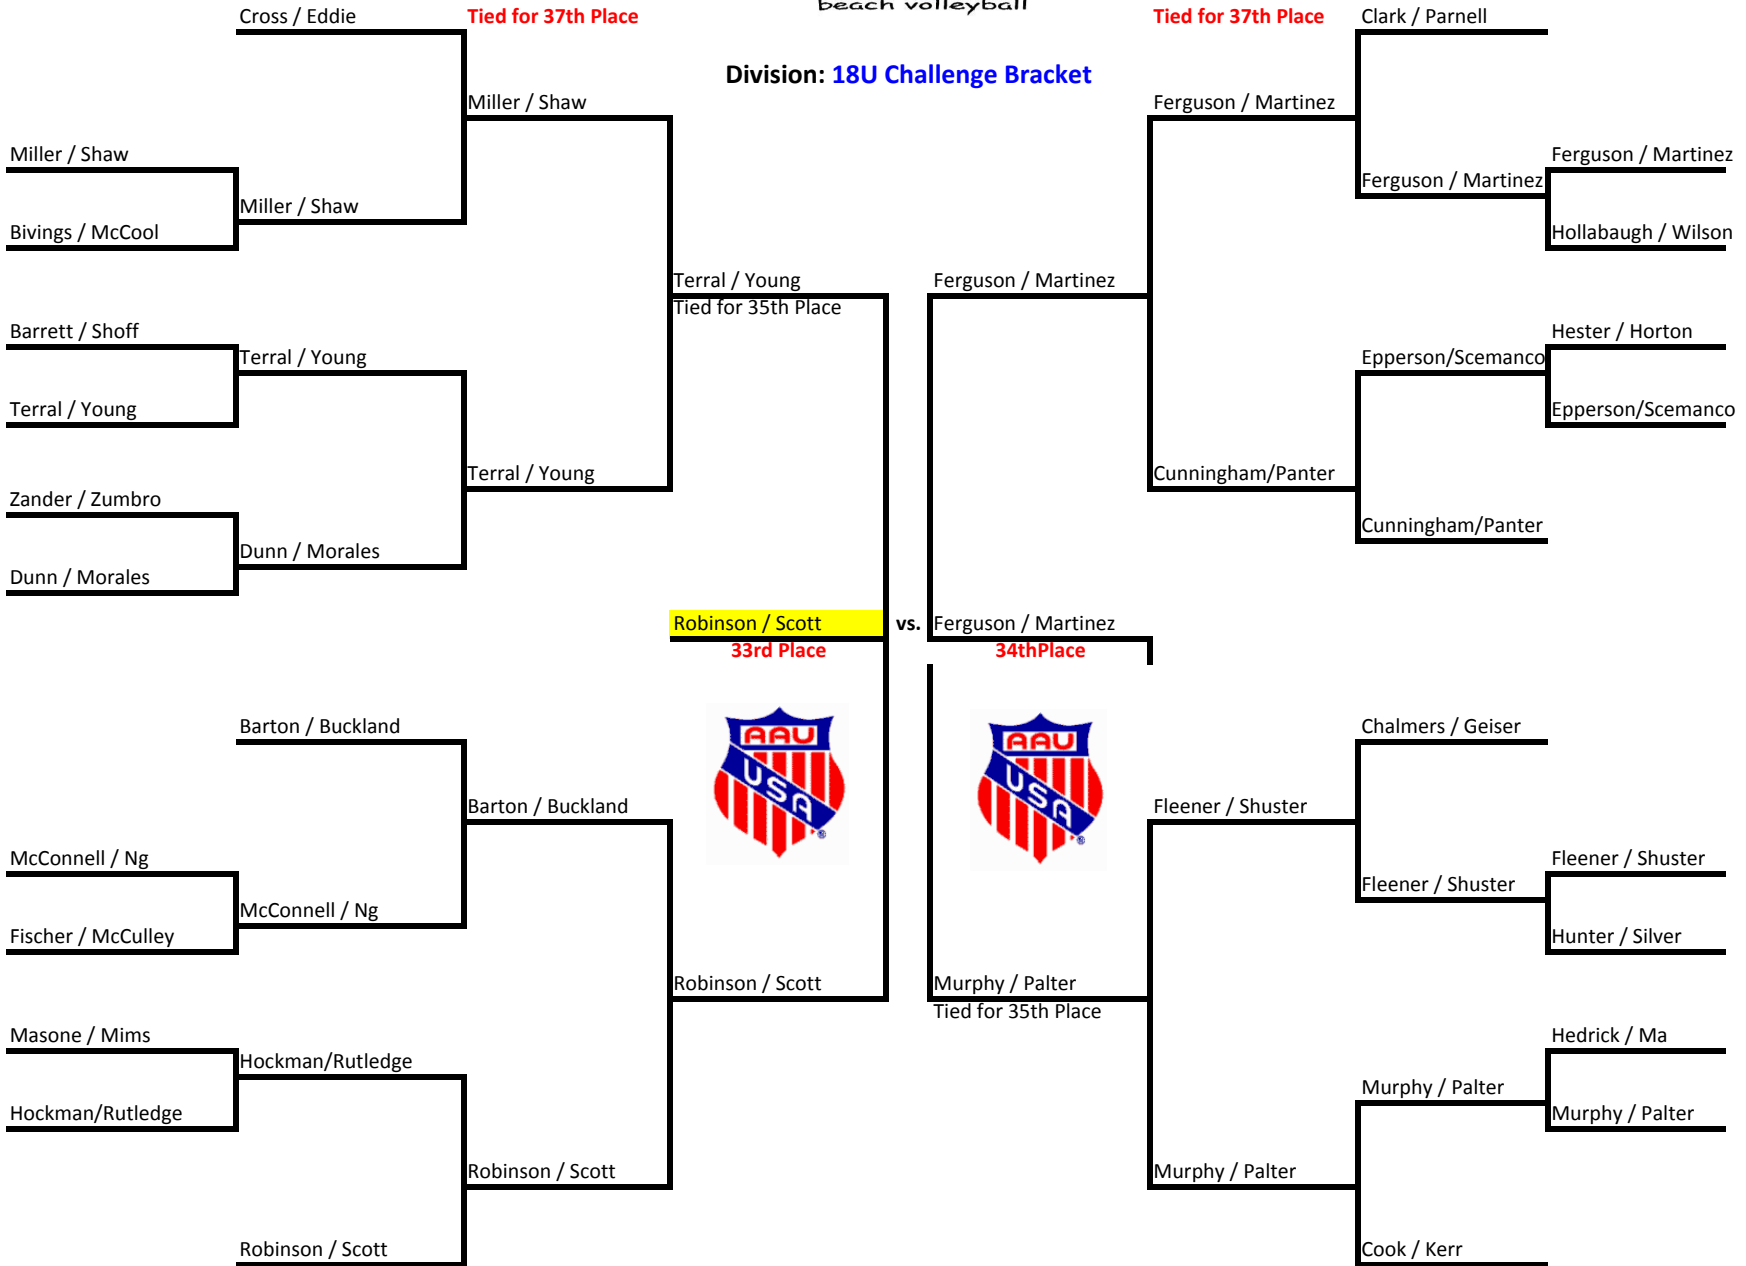 beach volleyball
Cross / Eddie
Tied for 37th Place
Tied for 37th Place
Clark / Parnell
Division: 18U Challenge Bracket
Miller / Shaw
Ferguson / Martinez
Miller / Shaw
Ferguson / Martinez
Ferguson / Martinez
Miller / Shaw
Bivings / McCool
Hollabaugh / Wilson
Terral / Young
Ferguson / Martinez
Tied for 35th Place
Barrett / Shoff
Hester / Horton
Terral / Young
Epperson/Scemanco
Terral / Young
Epperson/Scemanco
Terral / Young
Cunningham/Panter
Zander / Zumbro
Cunningham/Panter
Dunn / Morales
Dunn / Morales
Robinson / Scott
vs.
Ferguson / Martinez
33rd Place
34thPlace
Barton / Buckland
Chalmers / Geiser
AAU
USA
®
AAU
USA
®
Barton / Buckland
Fleener / Shuster
McConnell / Ng
Fleener / Shuster
Fleener / Shuster
McConnell / Ng
Fischer / McCulley
Hunter / Silver
Robinson / Scott
Murphy / Palter
Tied for 35th Place
Masone / Mims
Hedrick / Ma
Hockman/Rutledge
Murphy / Palter
Hockman/Rutledge
Murphy / Palter
Robinson / Scott
Murphy / Palter
Robinson / Scott
Cook / Kerr